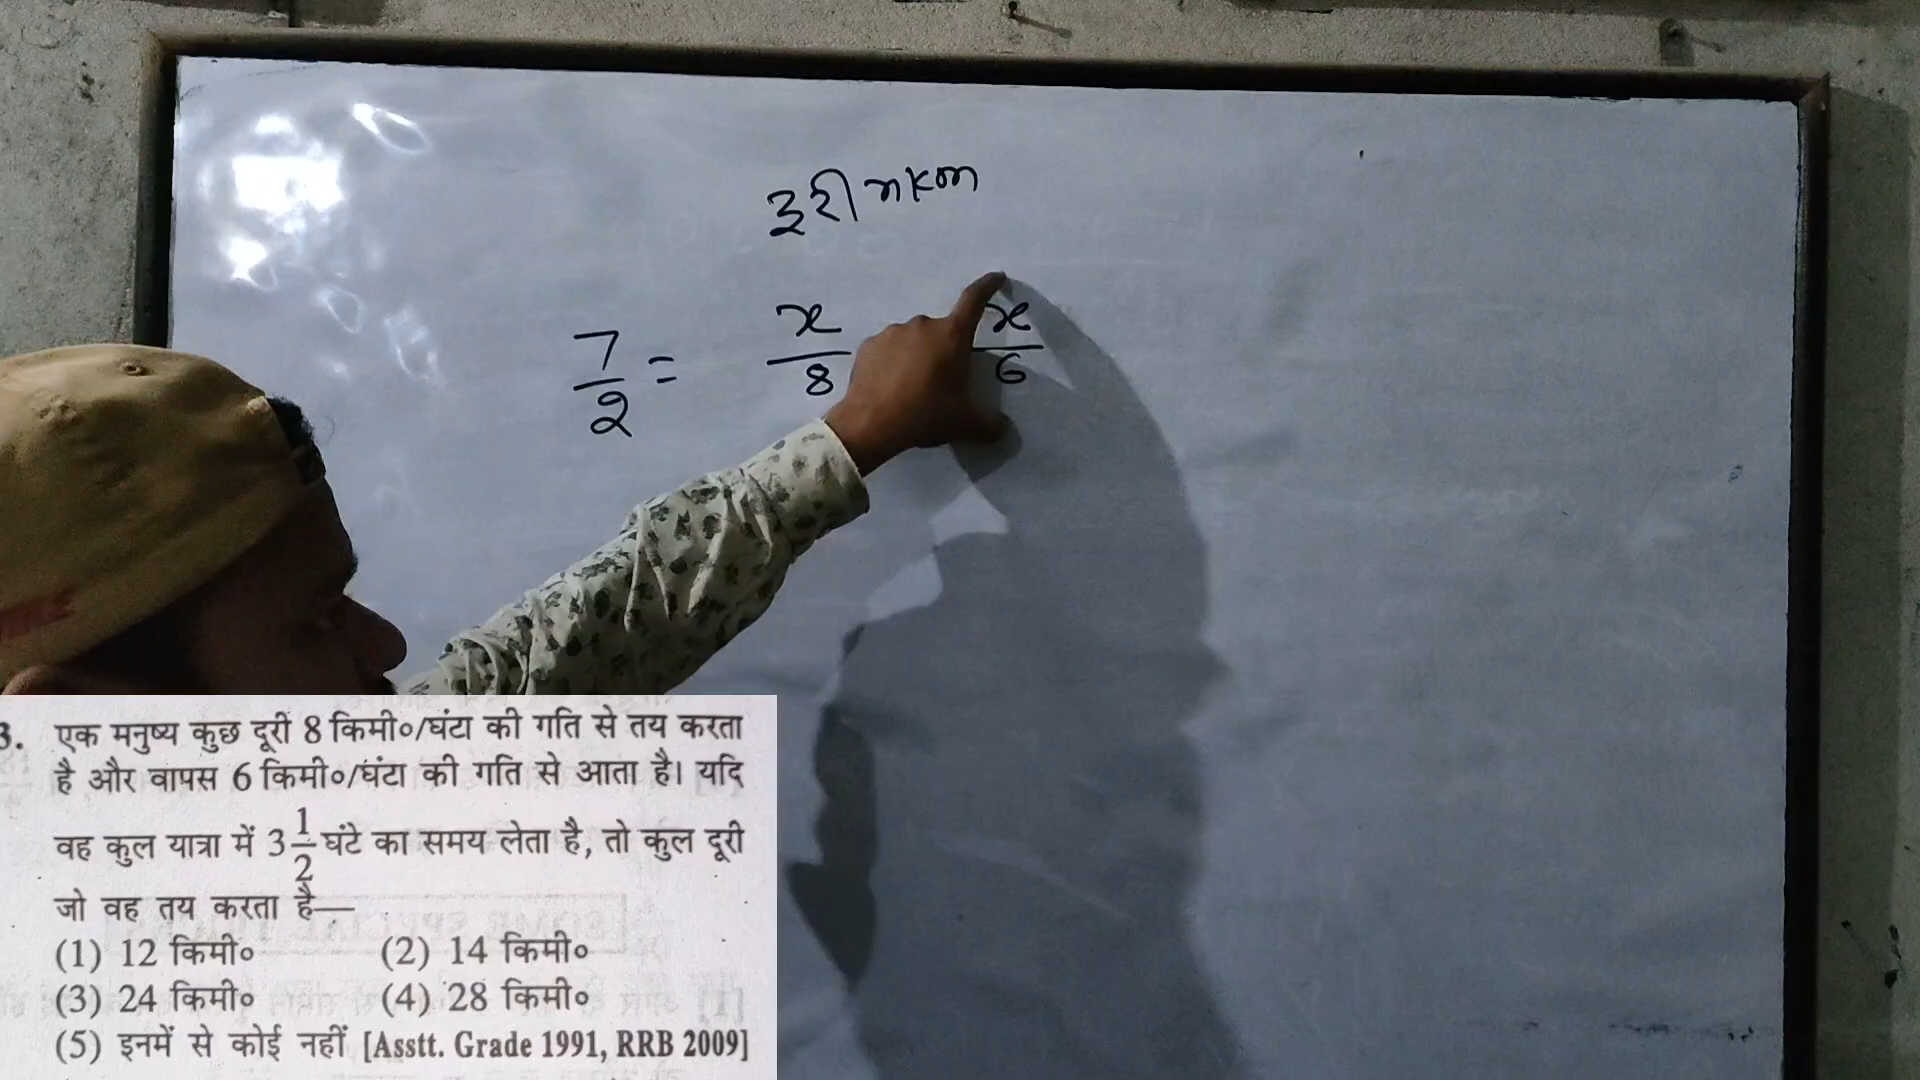 दूरी xkm
7/2 = x/8 x/6
3. एक मनुष्य कुछ दूरी 8 किमी०/घंटा की गति से तय करता
है और वापस 6 किमी०/घंटा की गति से आता है। यदि
वह कुल यात्रा में 3 1/2 घंटे का समय लेता है, तो कुल दूरी
जो वह तय करता है—
(1) 12 किमी० (2) 14 किमी०
(3) 24 किमी० (4) 28 किमी०
(5) इनमें से कोई नहीं [Asstt. Grade 1991, RRB 2009]